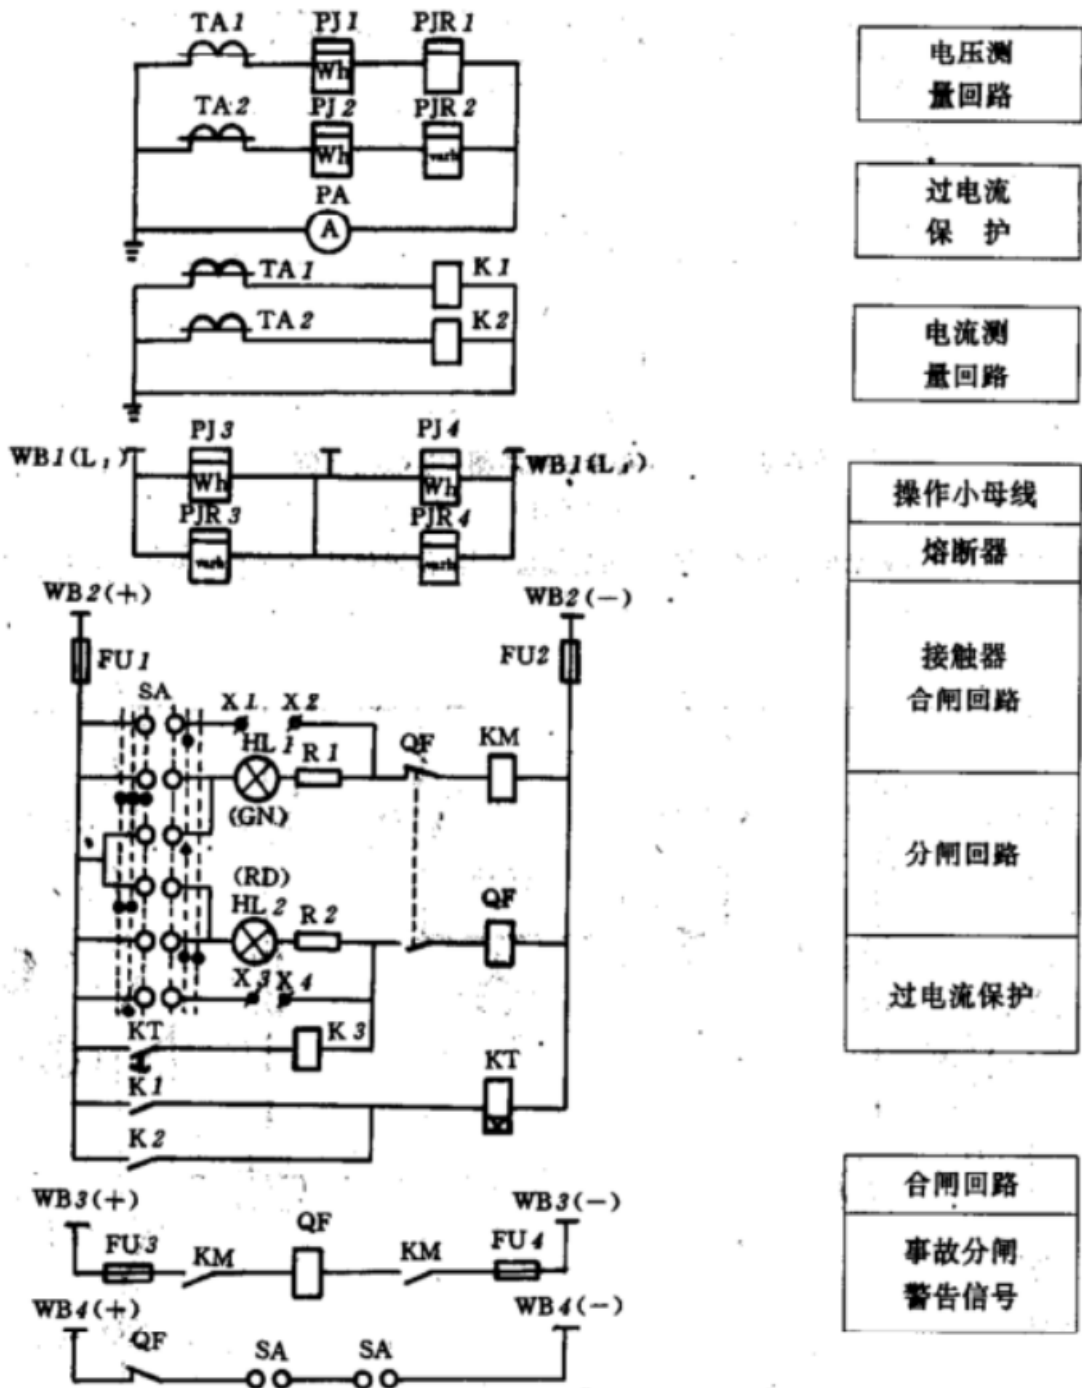 TA1
PJ1
PJR1
Wh
TA2
PJ2
PJR2
Wh
varh
PA
A
TA1
K1
TA2
K2
PJ3
PJ4
WB1(L₁)
Wh
Wh
PJR3
PJR4
varh
varh
WB2(+)
WB2(-)
FU1
FU2
SA
X1
X2
HL1
R1
QF
KM
(GN)
(RD)
HL2
R2
QF
X3
X4
KT
K3
KT
K1
K2
WB3(+)
WB3(-)
FU3
KM
QF
KM
FU4
WB4(+)
WB4(-)
QF
SA
SA
电压测
量回路
过电流
保 护
电流测
量回路
操作小母线
熔断器
接触器
合闸回路
分闸回路
过电流保护
合闸回路
事故分闸
警告信号